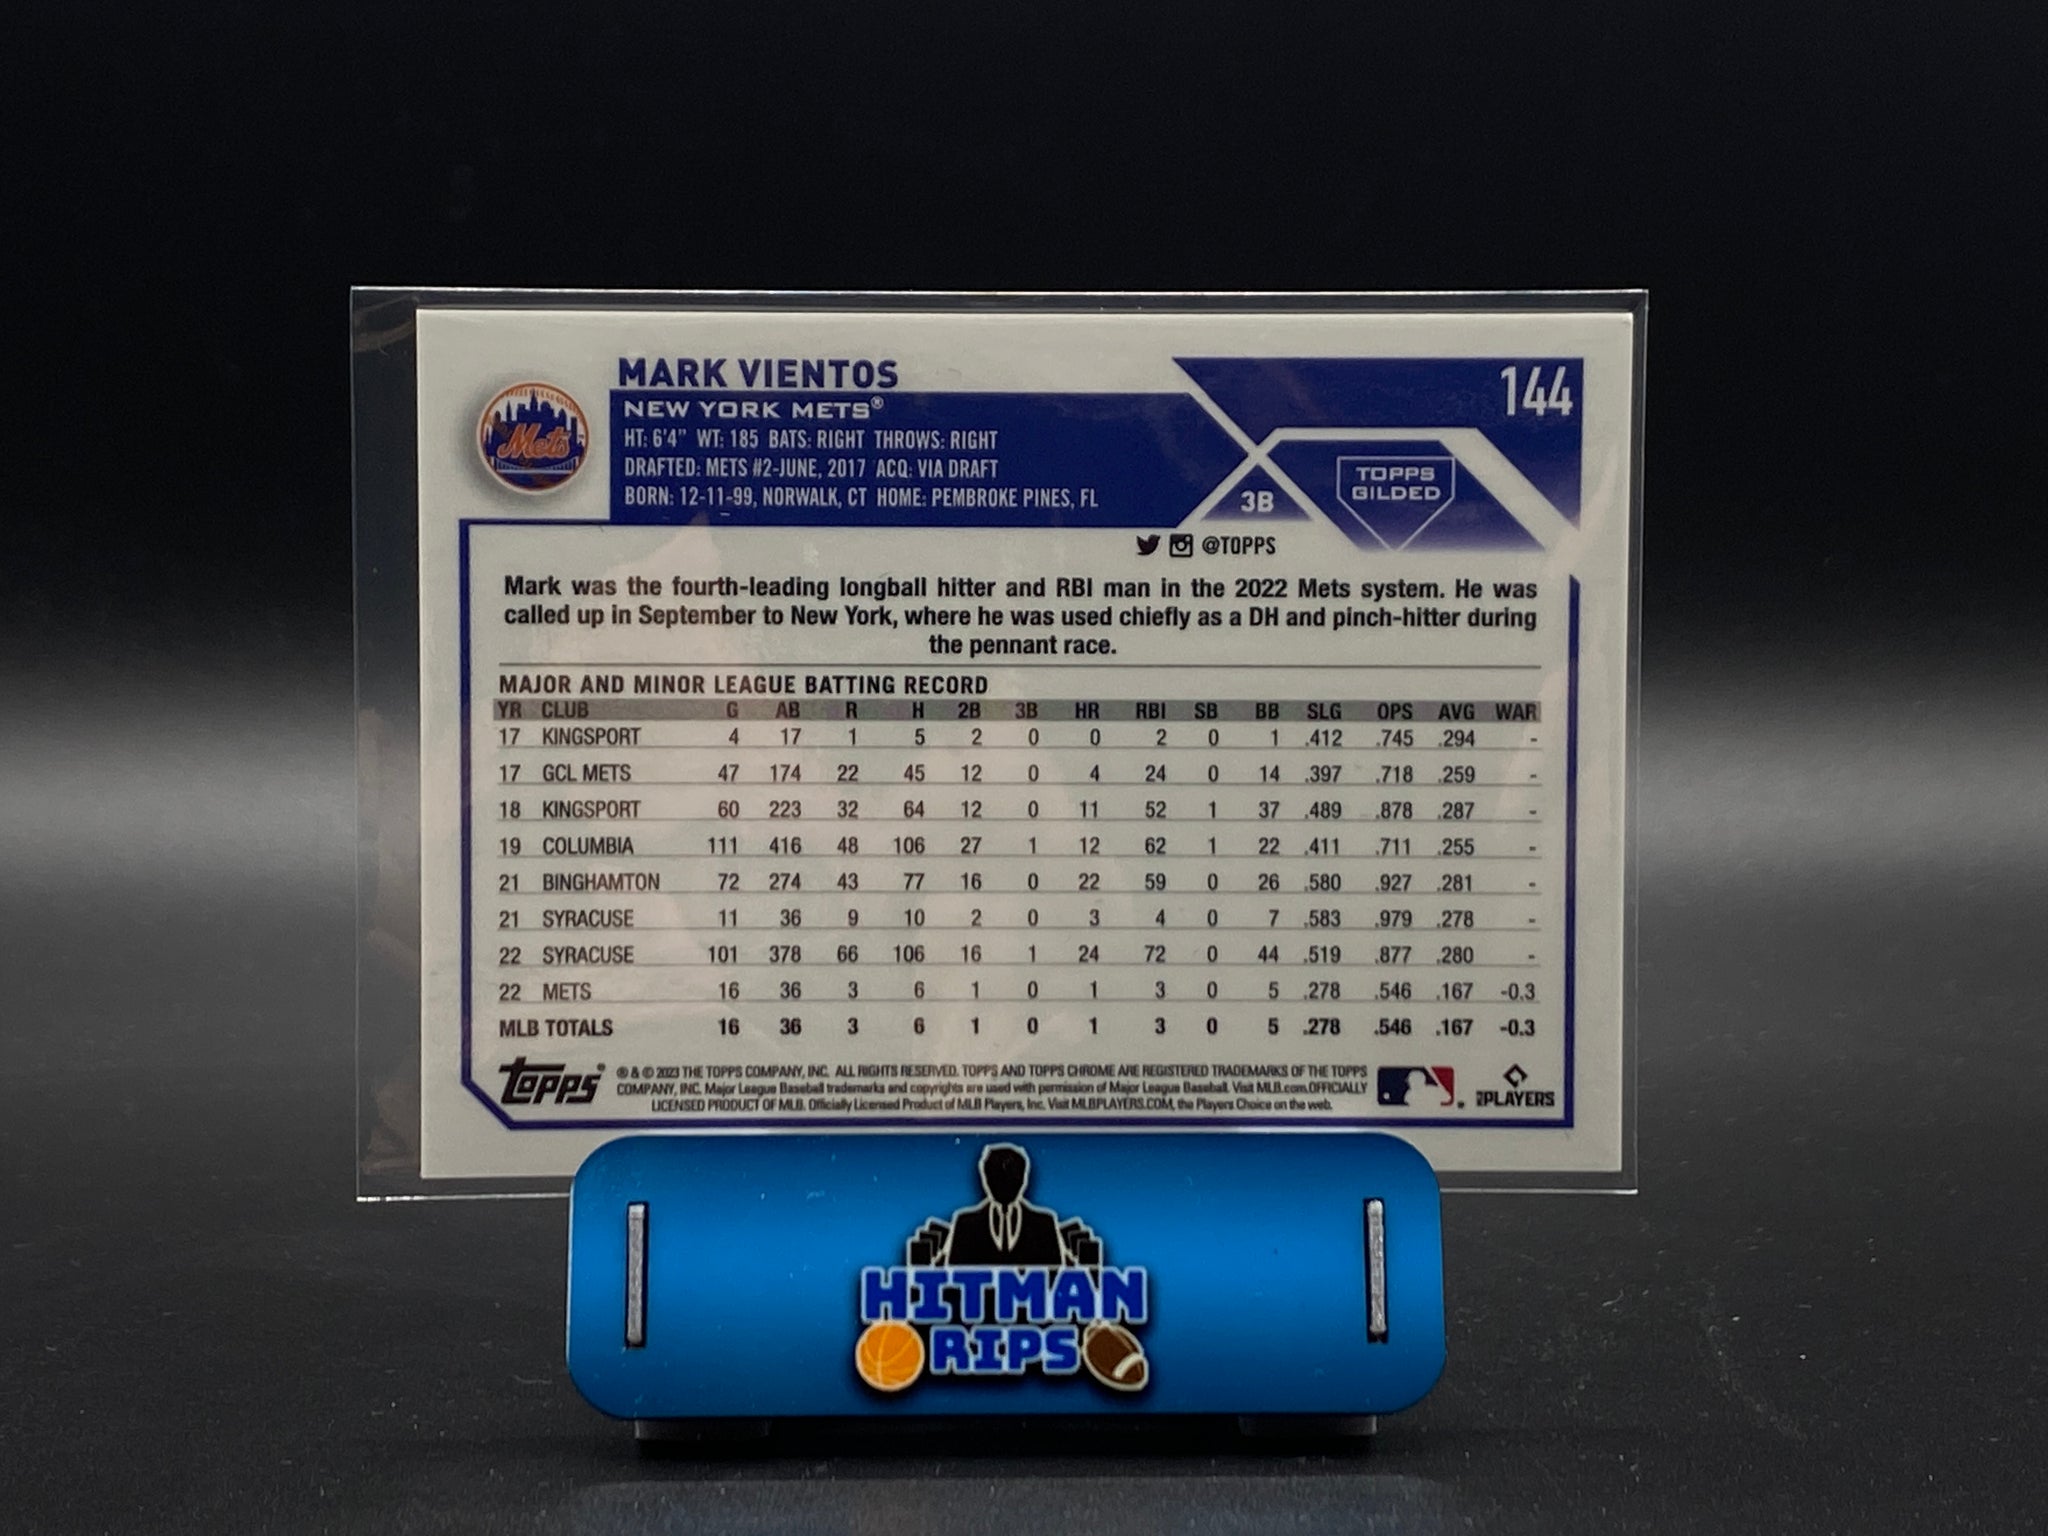 MARK VIENTOS
144
NEW YORK METS®
HT: 6'4" WT: 185 BATS: RIGHT THROWS: RIGHT
DRAFTED: METS #2-JUNE, 2017 ACQ: VIA DRAFT
BORN: 12-11-99, NORWALK, CT HOME: PEMBROKE PINES, FL
Mets
3B
TOPPS
GILDED
@TOPPS
Mark was the fourth-leading longball hitter and RBI man in the 2022 Mets system. He was
called up in September to New York, where he was used chiefly as a DH and pinch-hitter during
the pennant race.
MAJOR AND MINOR LEAGUE BATTING RECORD
YR CLUB G AB R H 2B 3B HR RBI SB BB SLG OPS AVG WAR
17 KINGSPORT 4 17 1 5 2 0 0 2 0 1 .412 .745 .294 -
17 GCL METS 47 174 22 45 12 0 4 24 0 14 .397 .718 .259 -
18 KINGSPORT 60 223 32 64 12 0 11 52 1 37 .489 .878 .287 -
19 COLUMBIA 111 416 48 106 27 1 12 62 1 22 .411 .711 .255 -
21 BINGHAMTON 72 274 43 77 16 0 22 59 0 26 .580 .927 .281 -
21 SYRACUSE 11 36 9 10 2 0 3 4 0 7 .583 .979 .278 -
22 SYRACUSE 101 378 66 106 16 1 24 72 0 44 .519 .877 .280 -
22 METS 16 36 3 6 1 0 1 3 0 5 .278 .546 .167 -0.3
MLB TOTALS 16 36 3 6 1 0 1 3 0 5 .278 .546 .167 -0.3
topps®
® & © 2023 THE TOPPS COMPANY, INC. ALL RIGHTS RESERVED. TOPPS AND TOPPS CHROME ARE REGISTERED TRADEMARKS OF THE TOPPS
COMPANY, INC. Major League Baseball trademarks and copyrights are used with permission of Major League Baseball. Visit MLB.com. OFFICIALLY
LICENSED PRODUCT OF MLB. Officially Licensed Product of MLB Players, Inc. Visit MLBPLAYERS.COM, the Players Choice on the web.
PLAYERS
HITMAN
RIPS